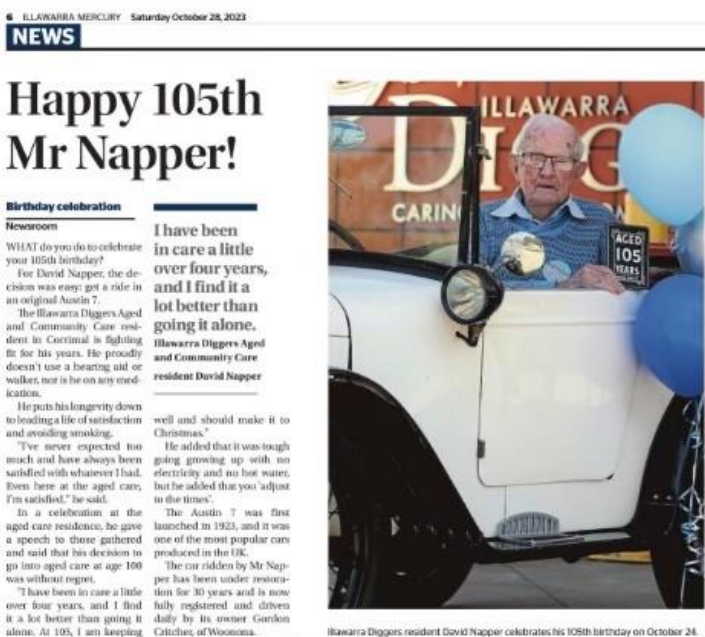 6 ILLAWARRA MERCURY Saturday October 28, 2023
NEWS
Happy 105th
Mr Napper!
Birthday celebration
Newsroom
WHAT do you do to celebrate
your 105th birthday?
For David Napper, the de-
cision was easy: get a ride in
an original Austin 7.
The Illawarra Diggers Aged
and Community Care resi-
dent in Corrimal is fighting
fit for his years. He proudly
doesn't use a hearing aid or
walker, nor is he on any med-
ication.
He puts his longevity down
to leading a life of satisfaction
and avoiding smoking.
"I've never expected too
much and have always been
satisfied with whatever I had.
Even here at the aged care,
I'm satisfied," he said.
In a celebration at the
aged care residence, he gave
a speech to those gathered
and said that his decision to
go into aged care at age 100
was without regret.
"I have been in care a little
over four years, and I find
it a lot better than going it
alone. At 105, I am keeping
I have been
in care a little
over four years,
and I find it a
lot better than
going it alone.
Illawarra Diggers Aged
and Community Care
resident David Napper
well and should make it to
Christmas."
He added that it was tough
going growing up with no
electricity and no hot water,
but he added that you 'adjust
to the times'.
The Austin 7 was first
launched in 1923, and it was
one of the most popular cars
produced in the UK.
The car ridden by Mr Nap-
per has been under restora-
tion for 30 years and is now
fully registered and driven
daily by its owner Gordon
Critcher, of Woonona.
ILLAWARRA
DIGG
CARING
AGED
105
YEARS
Illawarra Diggers resident David Napper celebrates his 105th birthday on October 24.